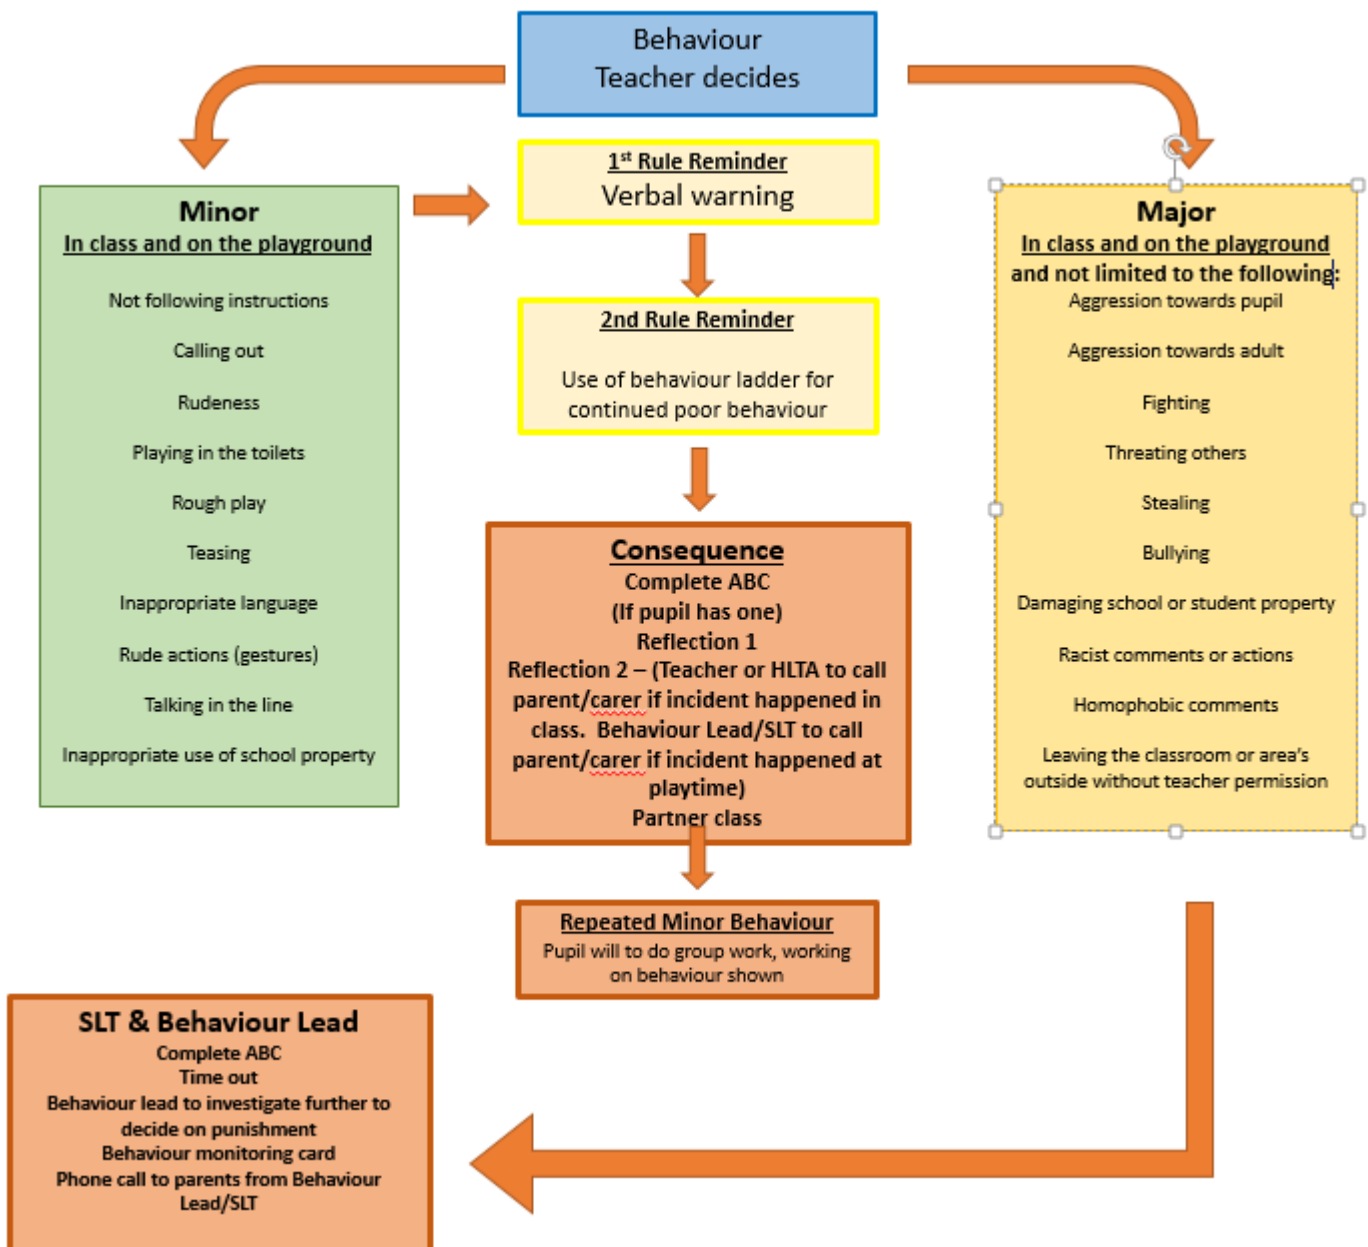 Behaviour
Teacher decides
1st Rule Reminder
Verbal warning
Minor
In class and on the playground
Not following instructions
Calling out
Rudeness
Playing in the toilets
Rough play
Teasing
Inappropriate language
Rude actions (gestures)
Talking in the line
Inappropriate use of school property
2nd Rule Reminder
Use of behaviour ladder for
continued poor behaviour
Consequence
Complete ABC
(If pupil has one)
Reflection 1
Reflection 2 – (Teacher or HLTA to call
parent/carer if incident happened in
class.  Behaviour Lead/SLT to call
parent/carer if incident happened at
playtime)
Partner class
Repeated Minor Behaviour
Pupil will to do group work, working
on behaviour shown
Major
In class and on the playground
and not limited to the following:
Aggression towards pupil
Aggression towards adult
Fighting
Threating others
Stealing
Bullying
Damaging school or student property
Racist comments or actions
Homophobic comments
Leaving the classroom or area's
outside without teacher permission
SLT & Behaviour Lead
Complete ABC
Time out
Behaviour lead to investigate further to
decide on punishment
Behaviour monitoring card
Phone call to parents from Behaviour
Lead/SLT